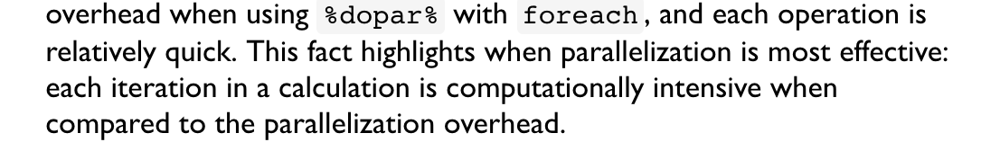 overhead when using %dopar% with foreach, and each operation is
relatively quick. This fact highlights when parallelization is most effective:
each iteration in a calculation is computationally intensive when
compared to the parallelization overhead.